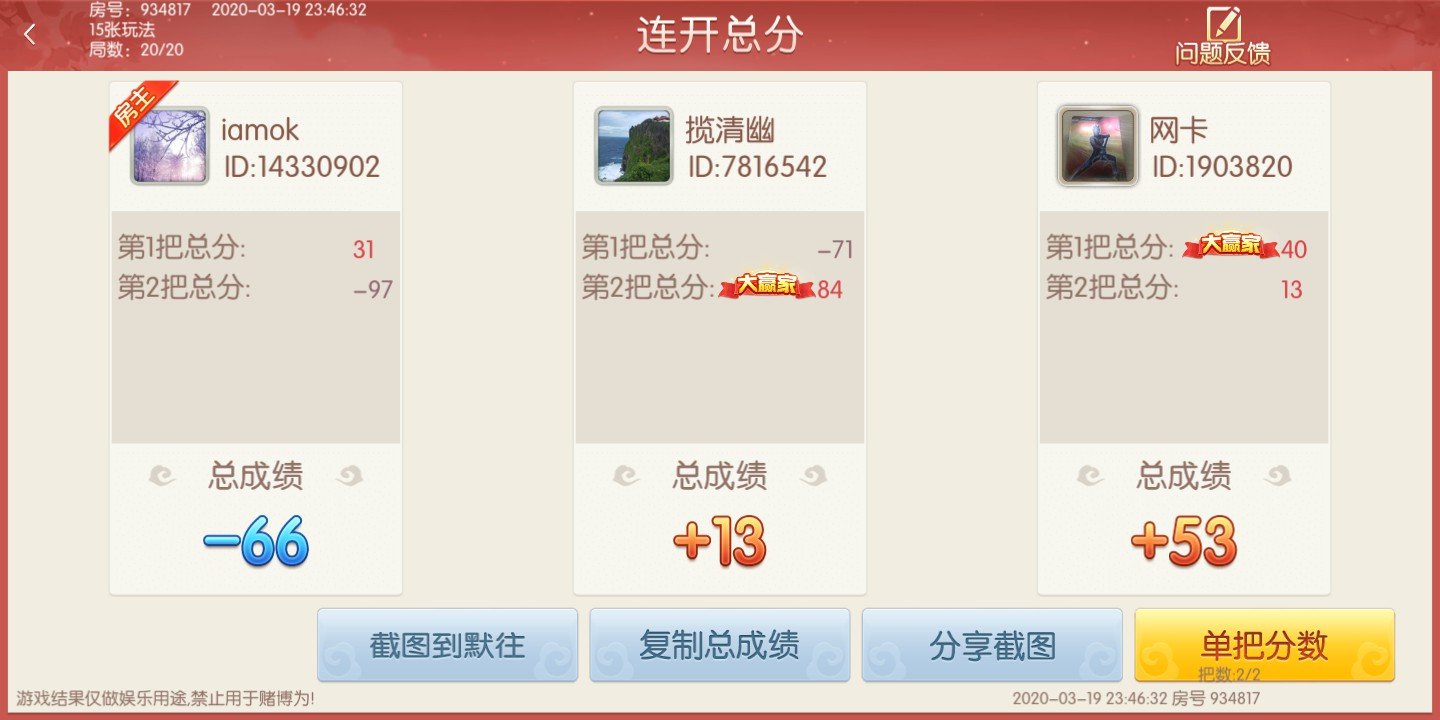 房号：934817 2020-03-19 23:46:32
15张玩法
局数：20/20
连开总分
问题反馈
房主
iamok
ID:14330902
第1把总分: 31
第2把总分: -97
总成绩
-66
揽清幽
ID:7816542
第1把总分: -71
第2把总分: 大赢家 84
总成绩
+13
网卡
ID:1903820
第1把总分: 大赢家 40
第2把总分: 13
总成绩
+53
截图到默往
复制总成绩
分享截图
单把分数
把数:2/2
游戏结果仅做娱乐用途,禁止用于赌博为!
2020-03-19 23:46:32 房号 934817